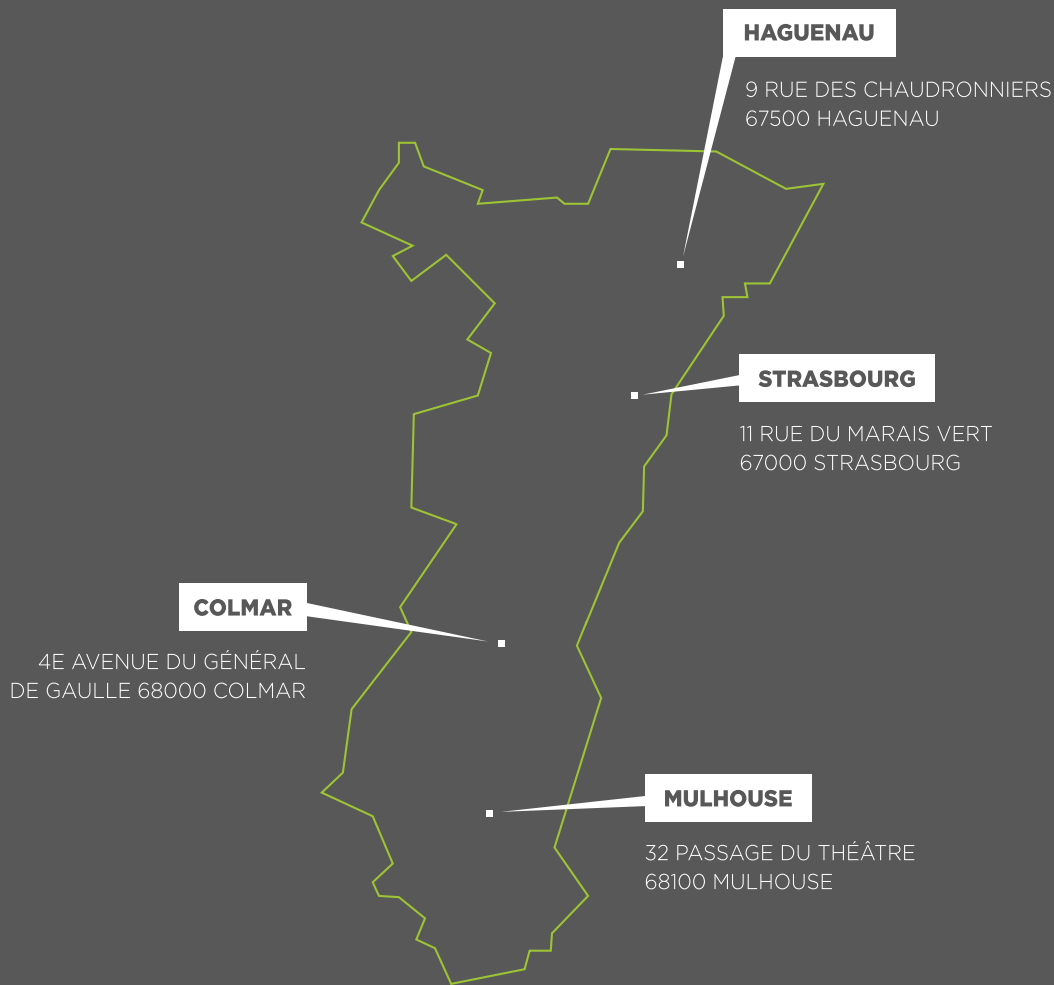 HAGUENAU
9 RUE DES CHAUDRONNIERS
67500 HAGUENAU
STRASBOURG
11 RUE DU MARAIS VERT
67000 STRASBOURG
COLMAR
4E AVENUE DU GÉNÉRAL
DE GAULLE 68000 COLMAR
MULHOUSE
32 PASSAGE DU THÉÂTRE
68100 MULHOUSE